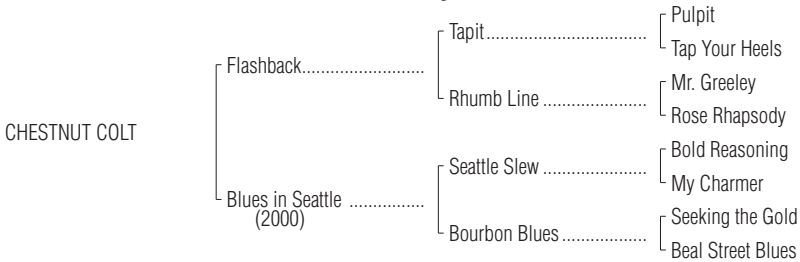 Pulpit
Tapit................................
Tap Your Heels
Flashback.........................
Mr. Greeley
Rhumb Line .....................
Rose Rhapsody
CHESTNUT COLT
Bold Reasoning
Seattle Slew .....................
My Charmer
Blues in Seattle ................
(2000)
Seeking the Gold
Bourbon Blues.................
Beal Street Blues